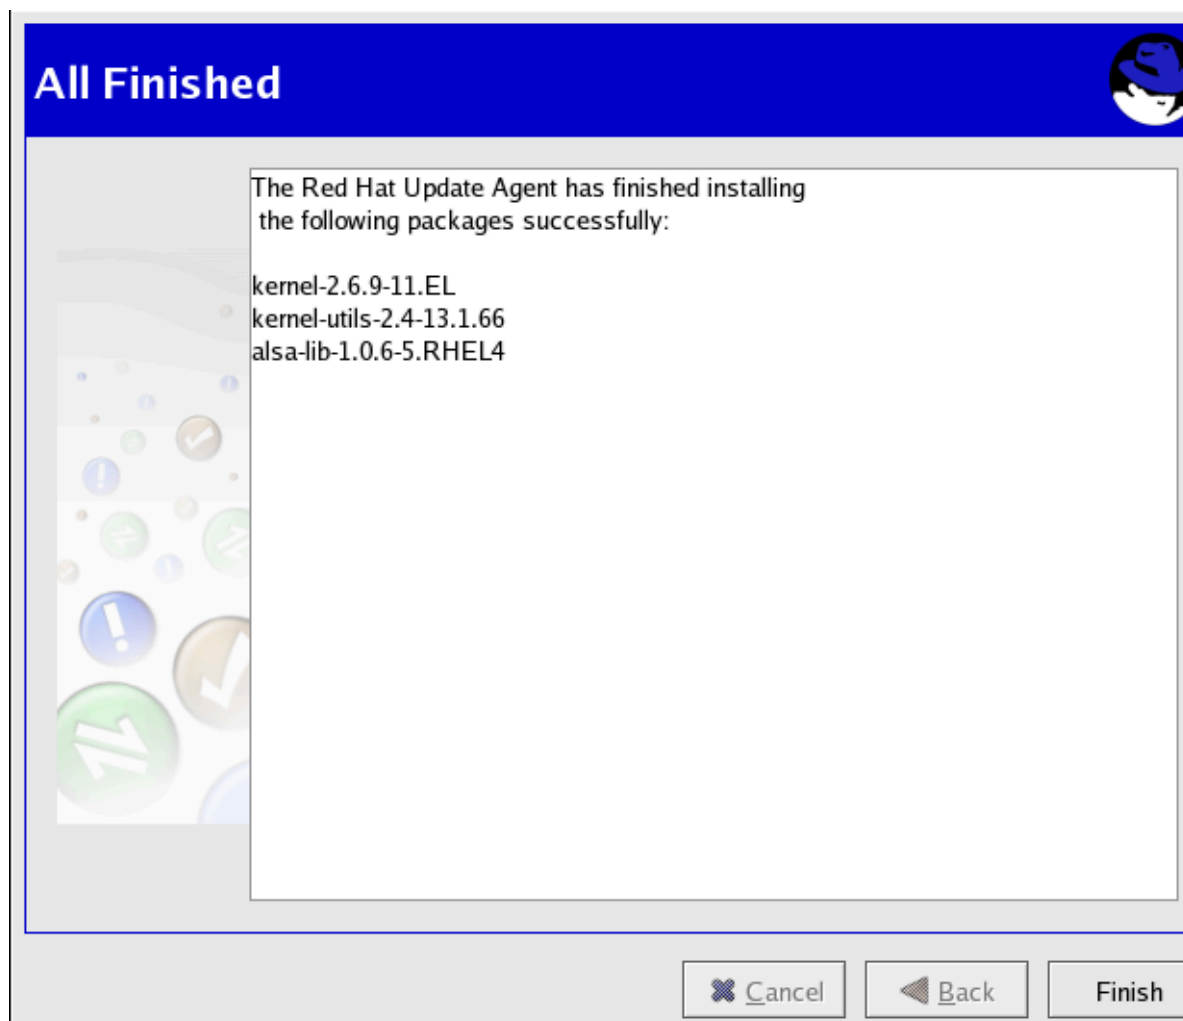 All Finished
The Red Hat Update Agent has finished installing
the following packages successfully:
kernel-2.6.9-11.EL
kernel-utils-2.4-13.1.66
alsa-lib-1.0.6-5.RHEL4
Cancel
Back
Finish